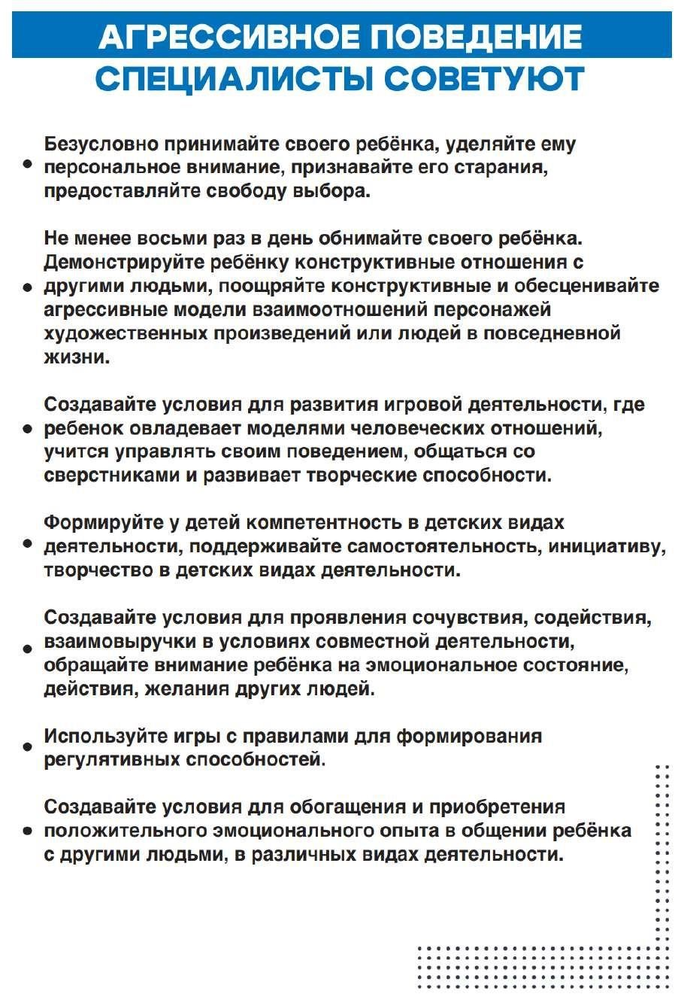 АГРЕССИВНОЕ ПОВЕДЕНИЕ
СПЕЦИАЛИСТЫ СОВЕТУЮТ
• Безусловно принимайте своего ребёнка, уделяйте ему
персональное внимание, признавайте его старания,
предоставляйте свободу выбора.
• Не менее восьми раз в день обнимайте своего ребёнка.
Демонстрируйте ребёнку конструктивные отношения с
другими людьми, поощряйте конструктивные и обесценивайте
агрессивные модели взаимоотношений персонажей
художественных произведений или людей в повседневной
жизни.
• Создавайте условия для развития игровой деятельности, где
ребенок овладевает моделями человеческих отношений,
учится управлять своим поведением, общаться со
сверстниками и развивает творческие способности.
• Формируйте у детей компетентность в детских видах
деятельности, поддерживайте самостоятельность, инициативу,
творчество в детских видах деятельности.
• Создавайте условия для проявления сочувствия, содействия,
взаимовыручки в условиях совместной деятельности,
обращайте внимание ребёнка на эмоциональное состояние,
действия, желания других людей.
• Используйте игры с правилами для формирования
регулятивных способностей.
• Создавайте условия для обогащения и приобретения
положительного эмоционального опыта в общении ребёнка
с другими людьми, в различных видах деятельности.